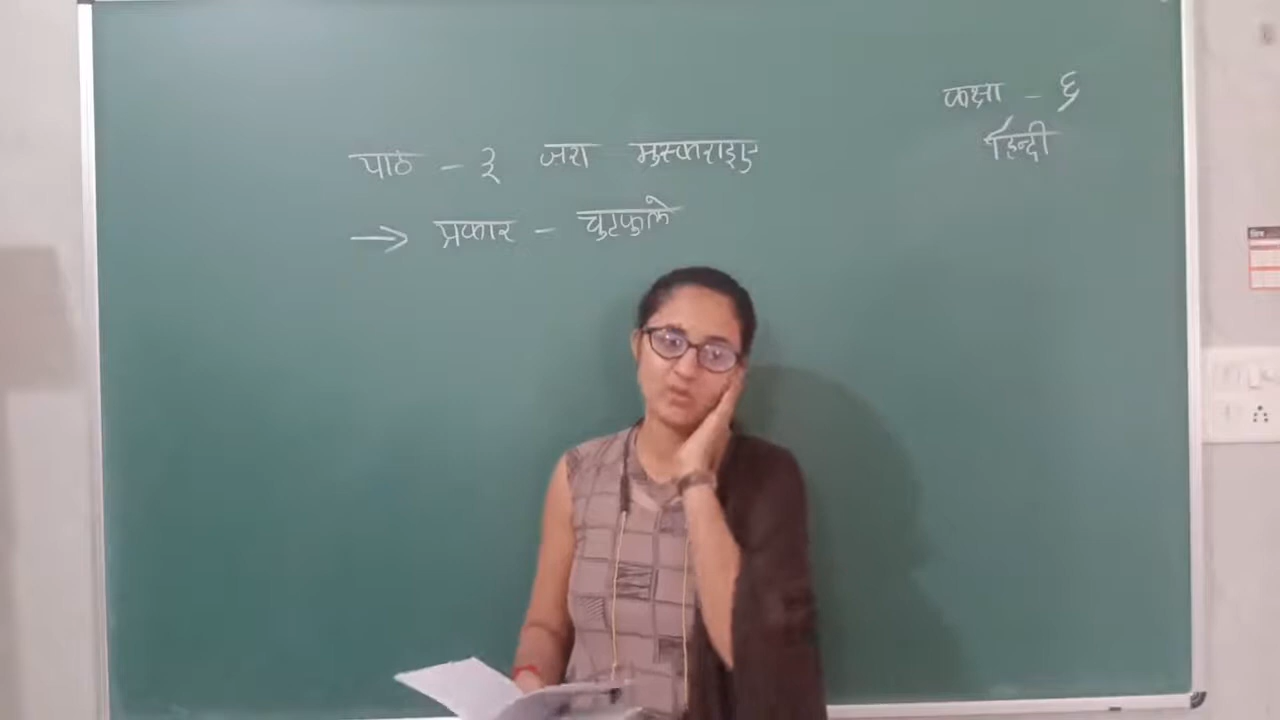 कक्षा - ६
हिन्दी
पाठ - ३ जरा मुस्कराइए
→ प्रकार - चुटकुले